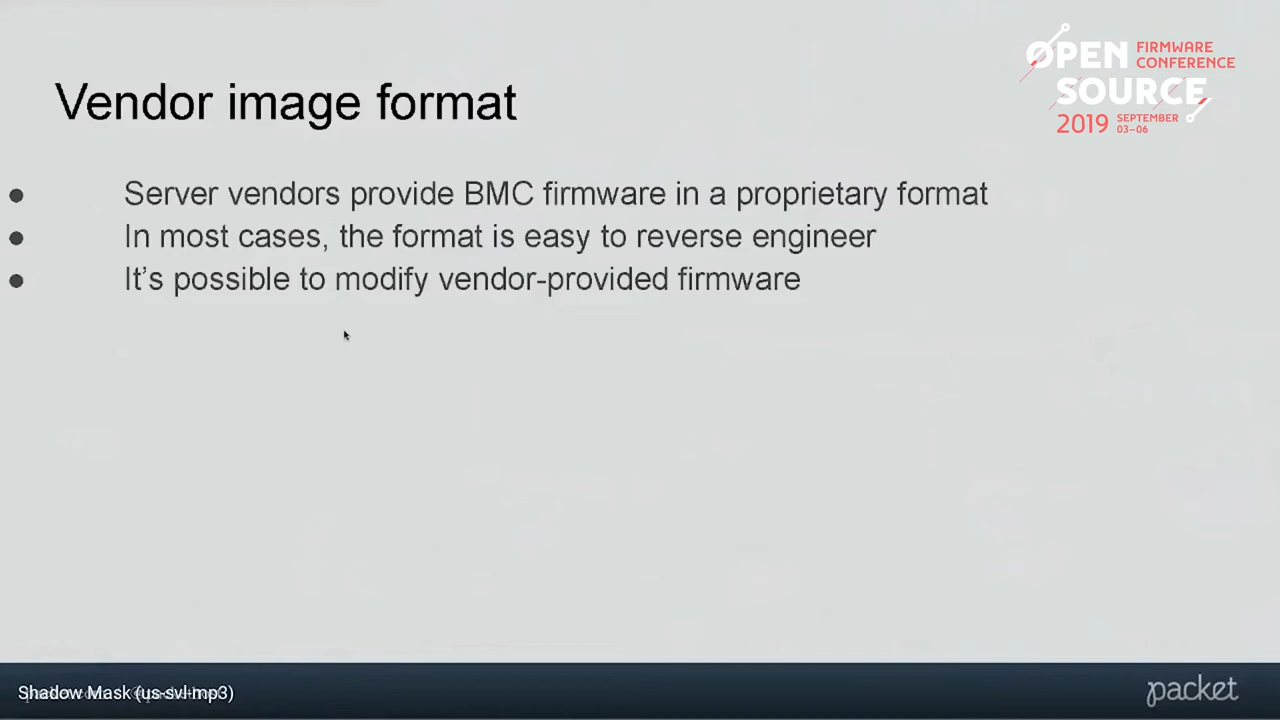 OPEN SOURCE
FIRMWARE
CONFERENCE
2019
SEPTEMBER
03–06
Vendor image format
● Server vendors provide BMC firmware in a proprietary format
● In most cases, the format is easy to reverse engineer
● It’s possible to modify vendor-provided firmware
Shadow Mask (us-svl-mp3)
packet